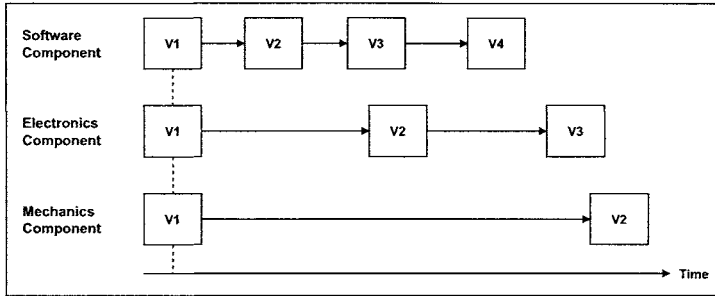 Software
Component
V1
V2
V3
V4
Electronics
Component
V1
V2
V3
Mechanics
Component
V1
V2
Time